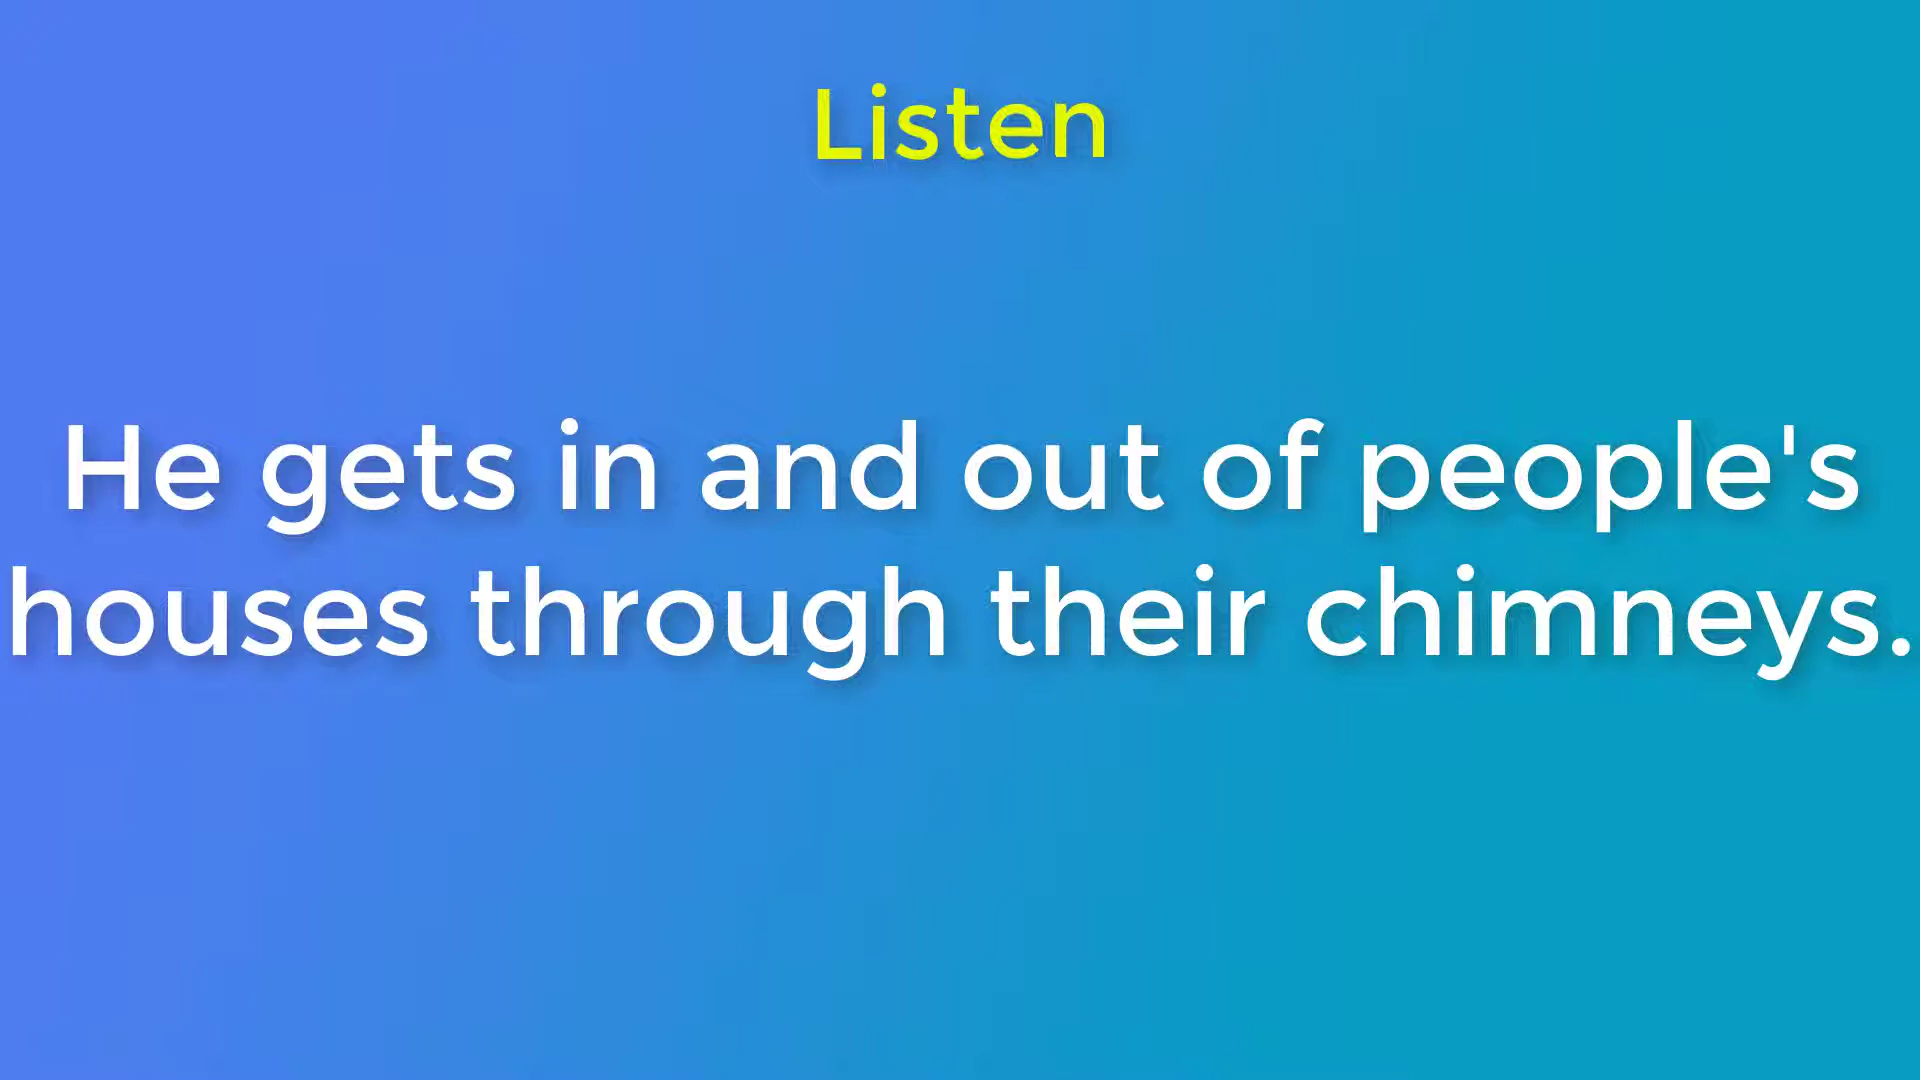 Listen
He gets in and out of people's
houses through their chimneys.